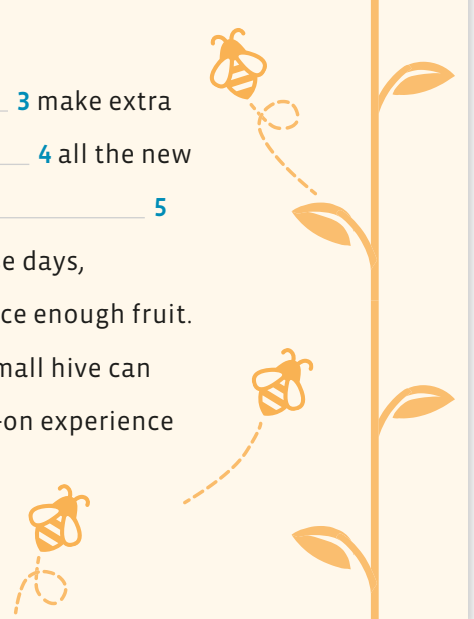 3 make extra
4 all the new
5
e days,
ce enough fruit.
mall hive can
-on experience